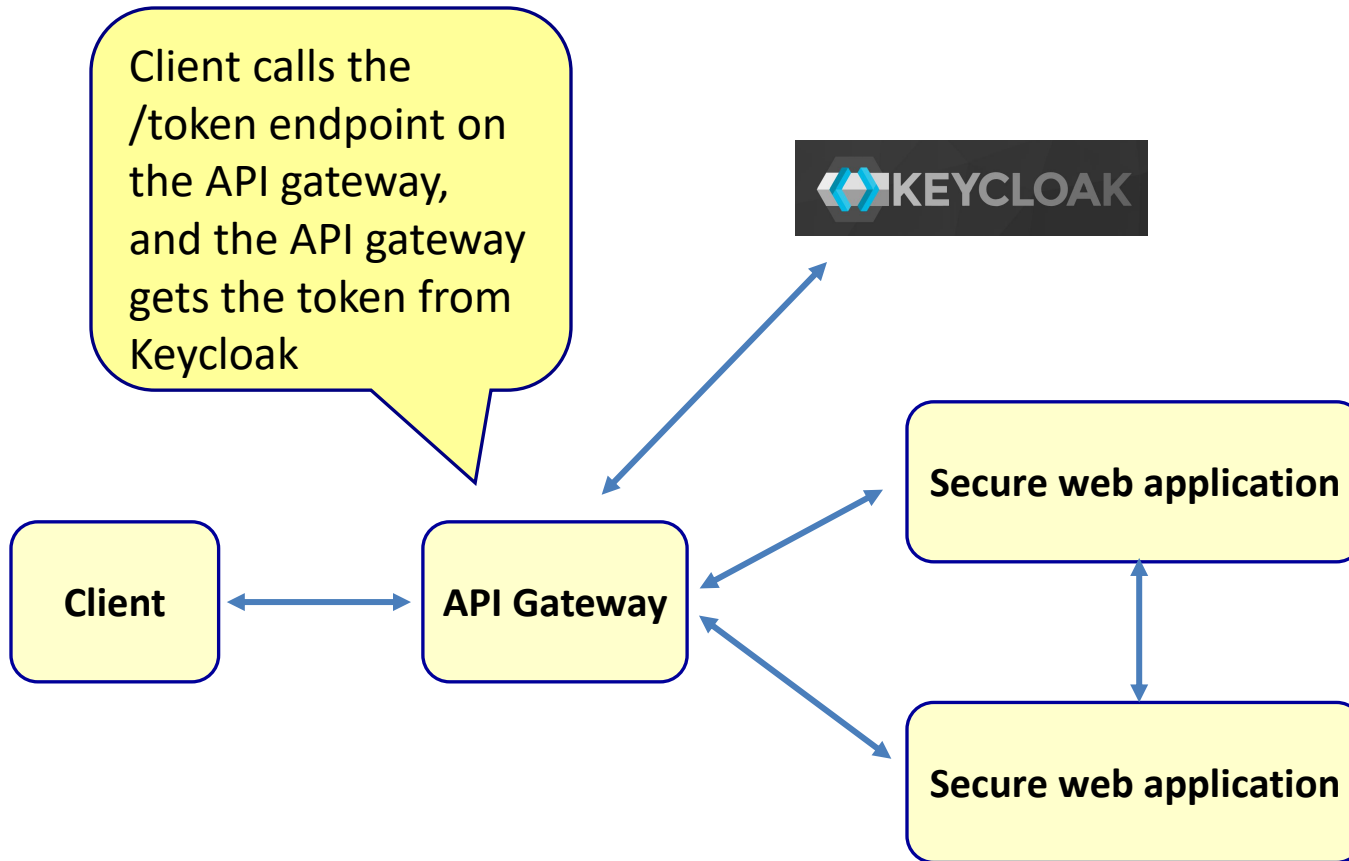 Client calls the
/token endpoint on
the API gateway,
and the API gateway
gets the token from
Keycloak
KEYCLOAK
Secure web application
Client
API Gateway
Secure web application